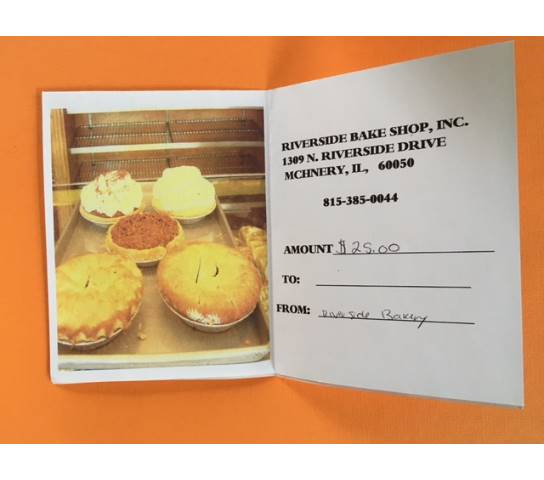 RIVERSIDE BAKE SHOP, INC.
1309 N. RIVERSIDE DRIVE
MCHNERY, IL, 60050
815-385-0044
AMOUNT $25.00
TO:
FROM: Riverside Bakery